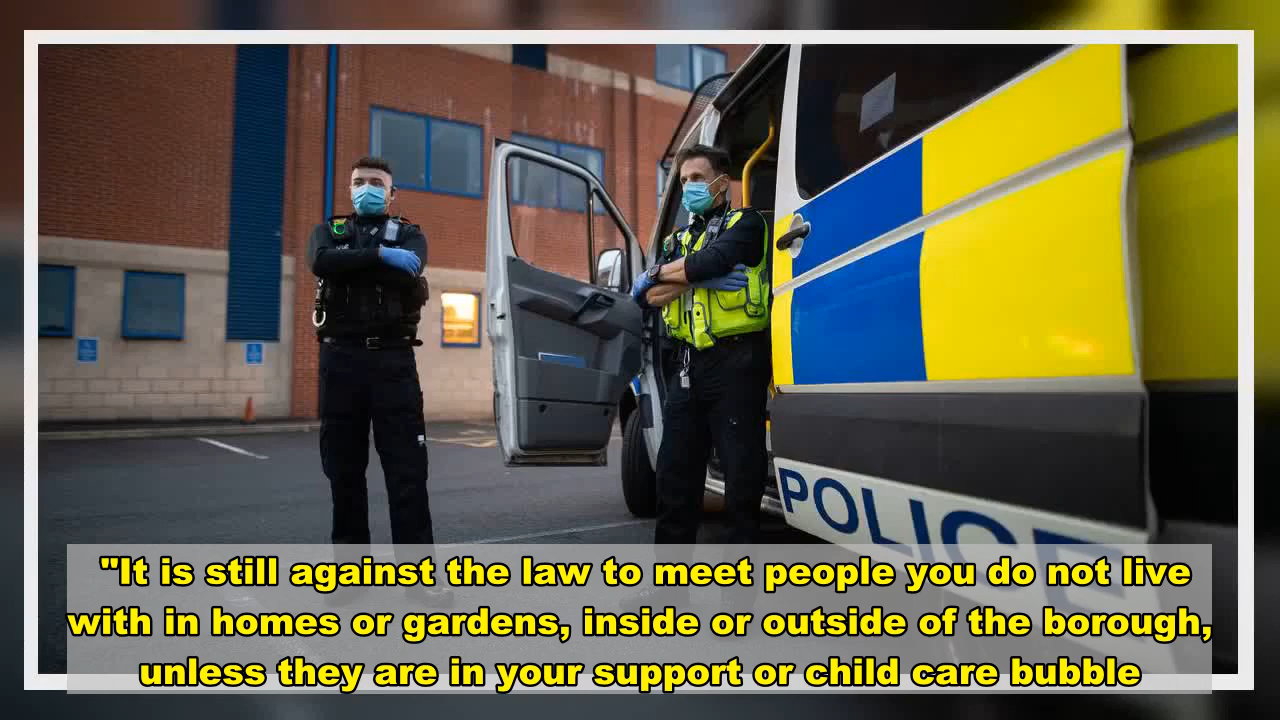 POLICE
"It is still against the law to meet people you do not live
with in homes or gardens, inside or outside of the borough,
unless they are in your support or child care bubble